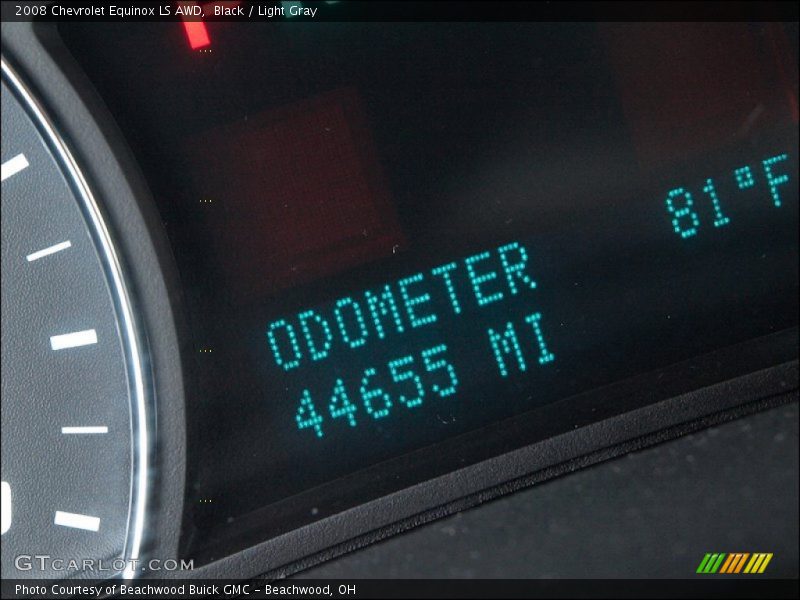 2008 Chevrolet Equinox LS AWD,  Black / Light Gray
81°F
ODOMETER
44655 MI
GTcarlot.com
Photo Courtesy of Beachwood Buick GMC - Beachwood, OH